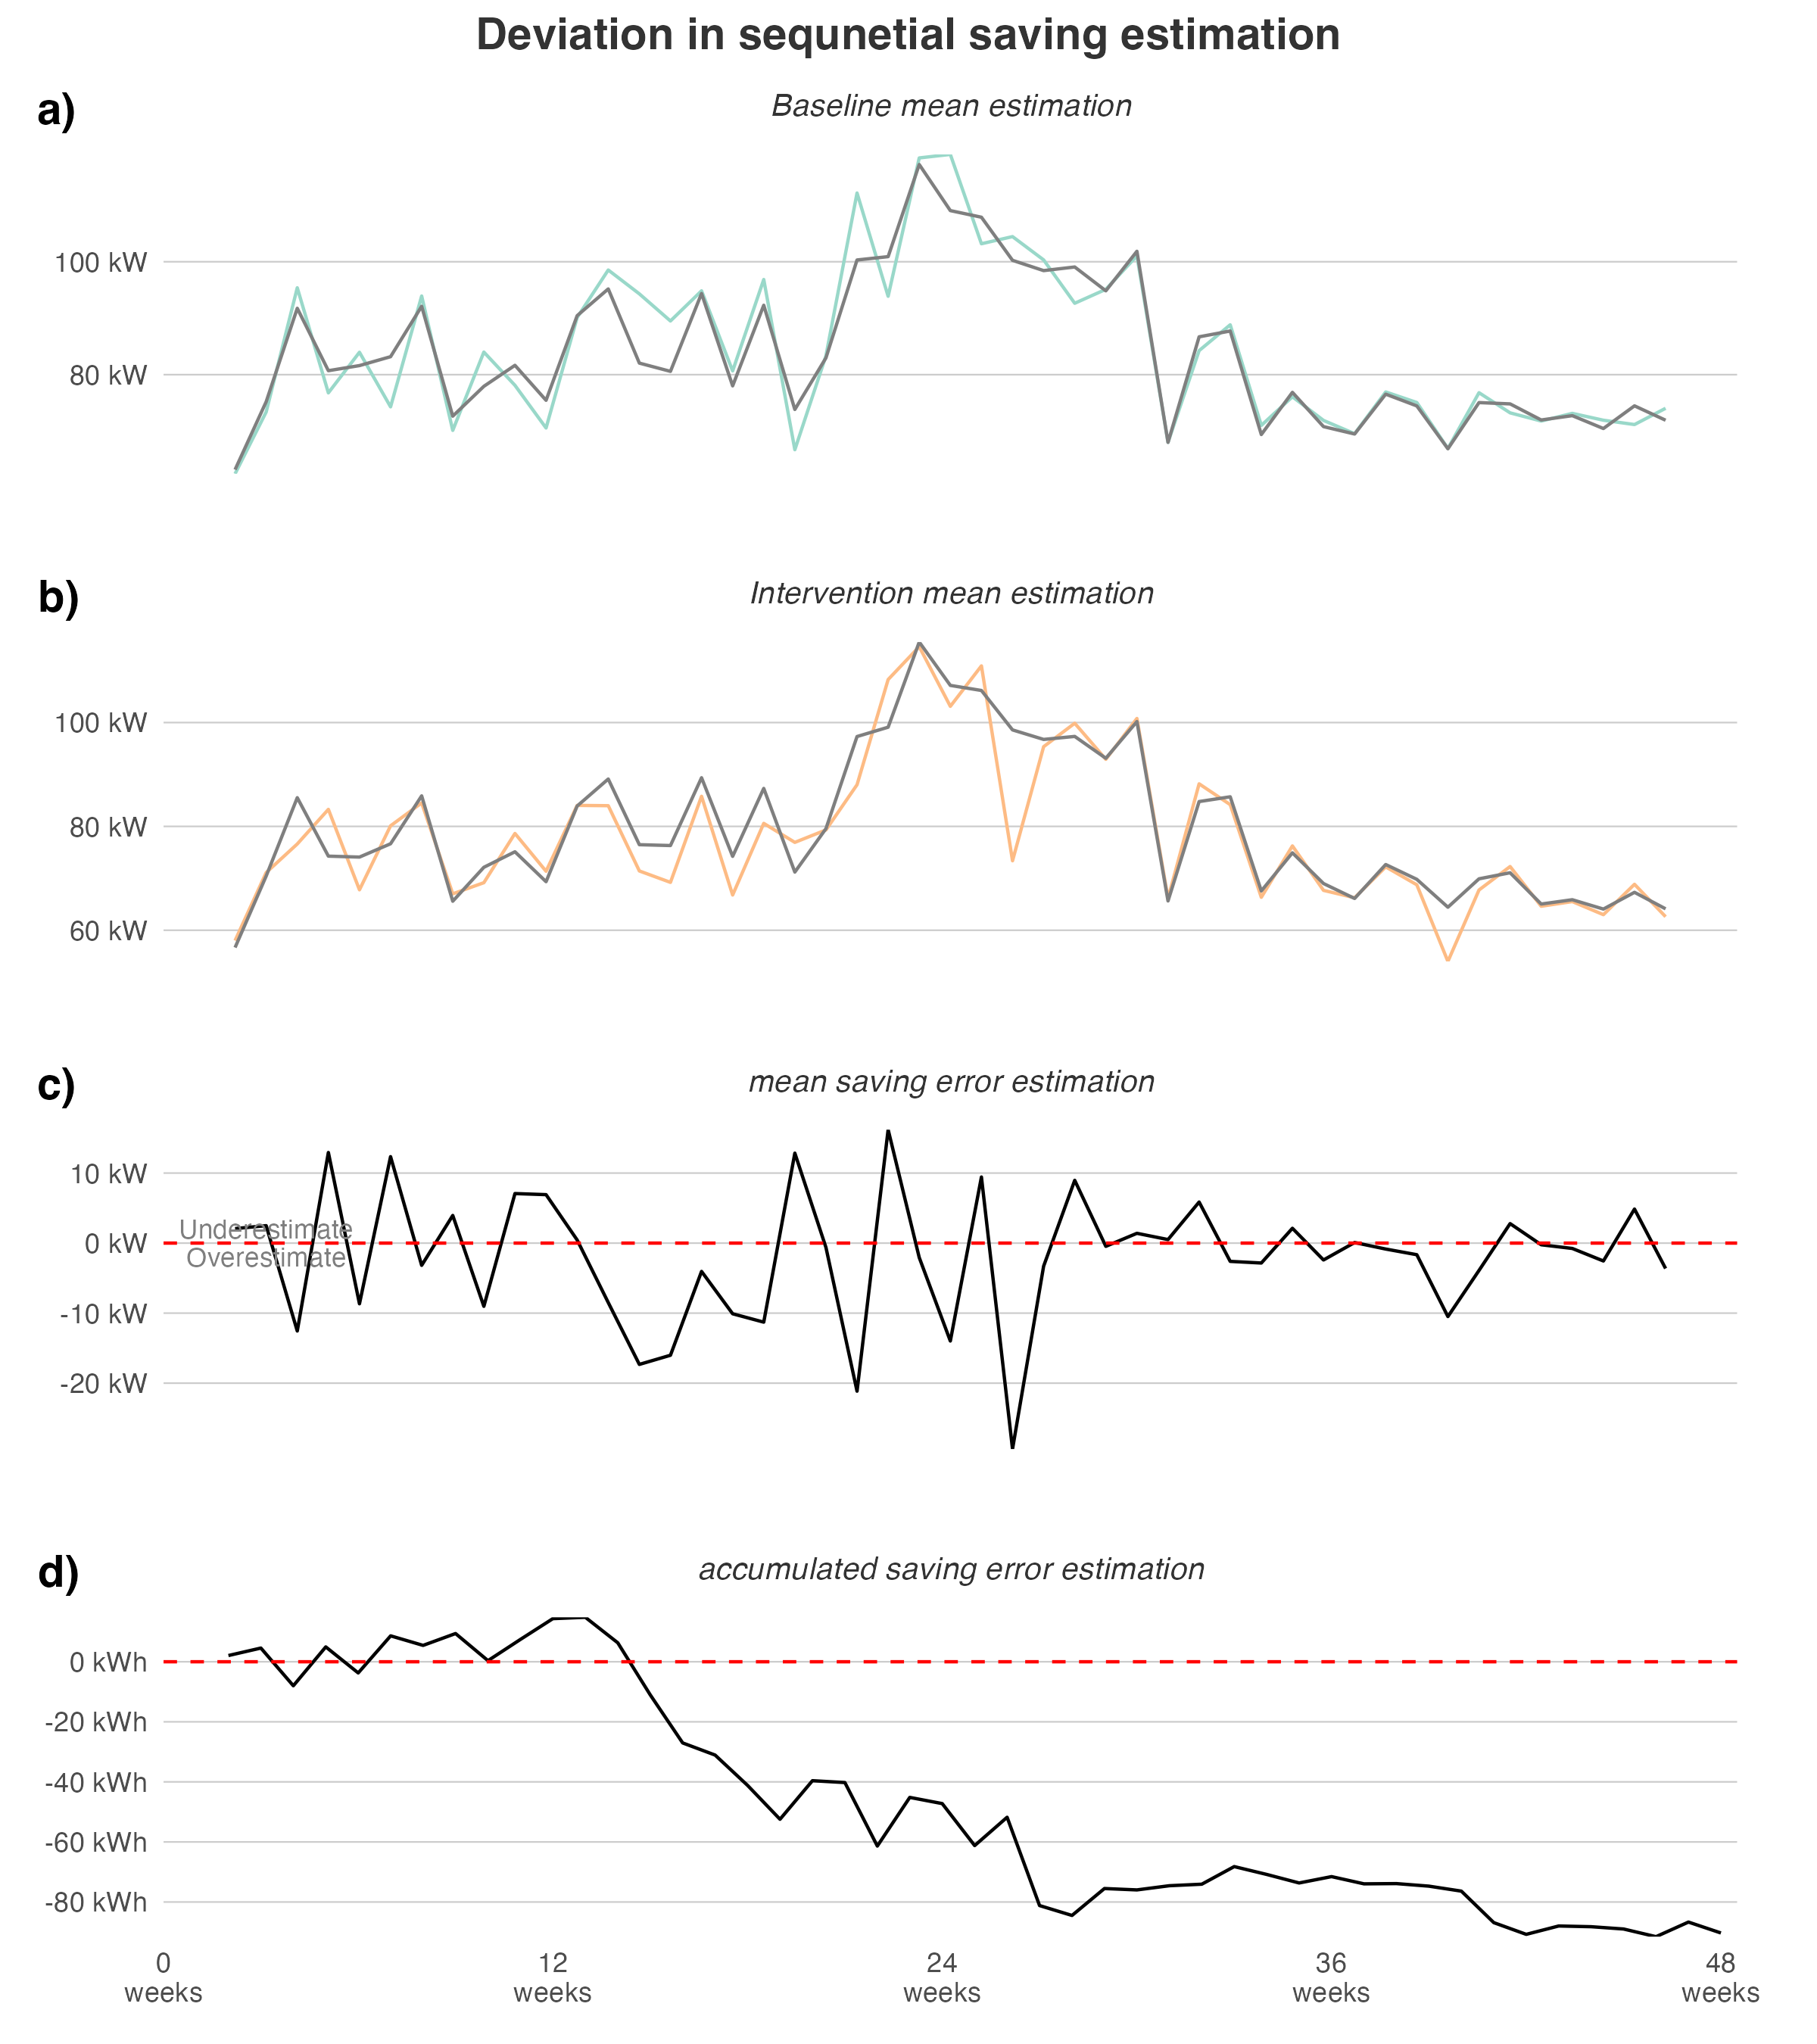 Deviation in sequnetial saving estimation
a)
Baseline mean estimation
100 kW
80 kW
b)
Intervention mean estimation
100 kW
80 kW
60 kW
c)
mean saving error estimation
10 kW
Underestimate
0 kW
Overestimate
-10 kW
-20 kW
d)
accumulated saving error estimation
0 kWh
-20 kWh
-40 kWh
-60 kWh
-80 kWh
0 12 24 36 48
weeks weeks weeks weeks weeks